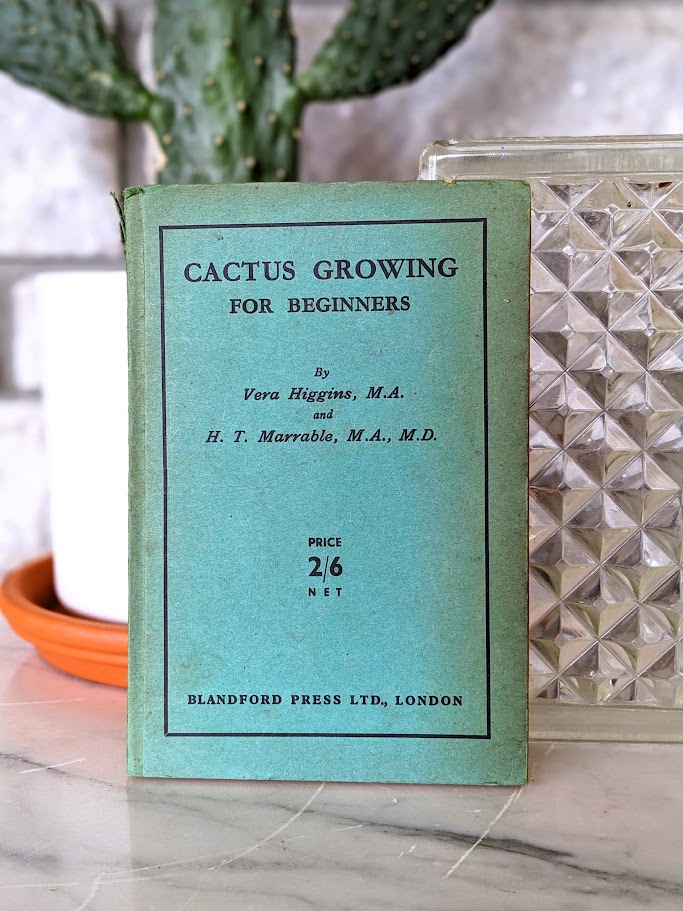 CACTUS GROWING
FOR BEGINNERS
By
Vera Higgins, M.A.
and
H. T. Marrable, M.A., M.D.
PRICE
2/6
NET
BLANDFORD PRESS LTD., LONDON